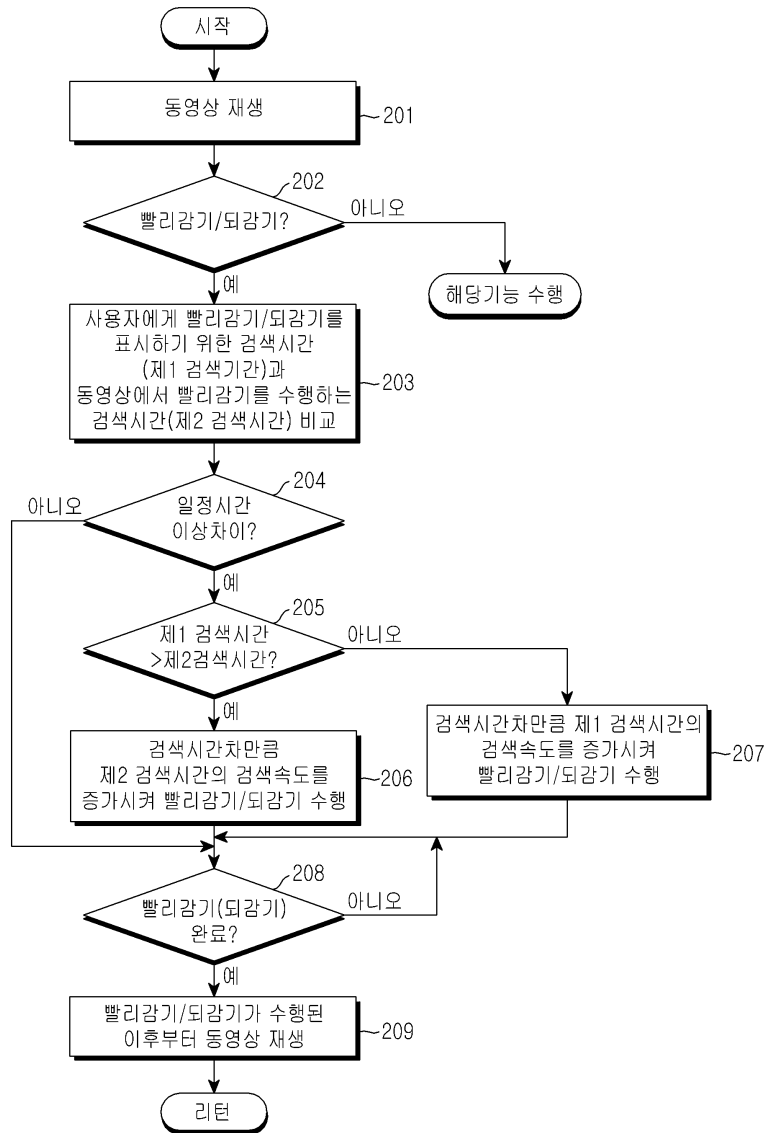 시작
동영상 재생
201
202
빨리감기/되감기?
아니오
예
해당기능 수행
사용자에게 빨리감기/되감기를
표시하기 위한 검색시간
(제1 검색기간)과
동영상에서 빨리감기를 수행하는
검색시간(제2 검색시간) 비교
203
204
아니오
일정시간
이상차이?
예
205
제1 검색시간
>제2검색시간?
아니오
예
검색시간차만큼
제2 검색시간의 검색속도를
증가시켜 빨리감기/되감기 수행
206
검색시간차만큼 제1 검색시간의
검색속도를 증가시켜
빨리감기/되감기 수행
207
208
빨리감기(되감기)
완료?
아니오
예
빨리감기/되감기가 수행된
이후부터 동영상 재생
209
리턴